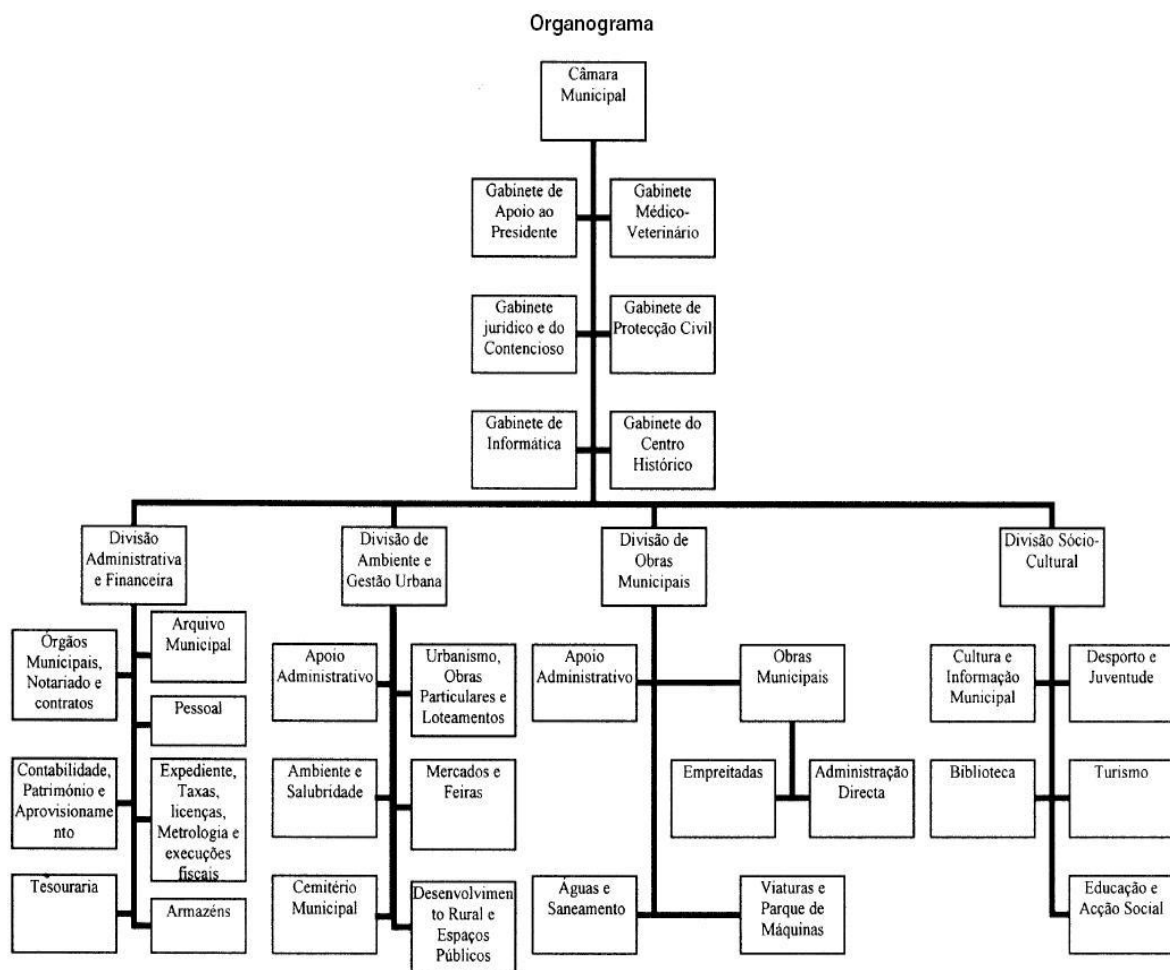 Organograma
Câmara
Municipal
Gabinete de
Apoio ao
Presidente
Gabinete
Médico-
Veterinário
Gabinete
jurídico e do
Contencioso
Gabinete de
Protecção Civil
Gabinete de
Informática
Gabinete do
Centro
Histórico
Divisão
Administrativa
e Financeira
Divisão de
Ambiente e
Gestão Urbana
Divisão de
Obras
Municipais
Divisão Sócio-
Cultural
Órgãos
Municipais,
Notariado e
contratos
Arquivo
Municipal
Pessoal
Contabilidade,
Património e
Aprovisioname
nto
Expediente,
Taxas,
licenças,
Metrologia e
execuções
fiscais
Tesouraria
Armazéns
Apoio
Administrativo
Urbanismo,
Obras
Particulares e
Loteamentos
Ambiente e
Salubridade
Mercados e
Feiras
Cemitério
Municipal
Desenvolvime
nto Rural e
Espaços
Públicos
Apoio
Administrativo
Obras
Municipais
Empreitadas
Administração
Directa
Águas e
Saneamento
Viaturas e
Parque de
Máquinas
Cultura e
Informação
Municipal
Desporto e
Juventude
Biblioteca
Turismo
Educação e
Acção Social